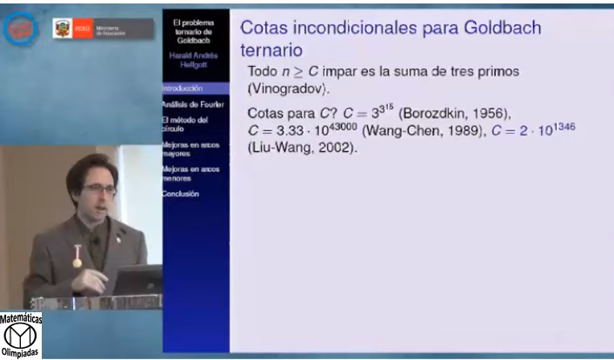 PERÚ
Ministerio
de Educación
El problema
ternario de
Goldbach
Harald Andrés
Helfgott
Introducción
Análisis de Fourier
El método del
círculo
Mejoras en arcos
mayores
Mejoras en arcos
menores
Conclusión
Cotas incondicionales para Goldbach
ternario
Todo n ≥ C impar es la suma de tres primos
(Vinogradov).
Cotas para C? C = 3^{3^{15}} (Borozdkin, 1956),
C = 3.33 · 10^{43000} (Wang-Chen, 1989), C = 2 · 10^{1346}
(Liu-Wang, 2002).
Matemáticas
Olimpiadas